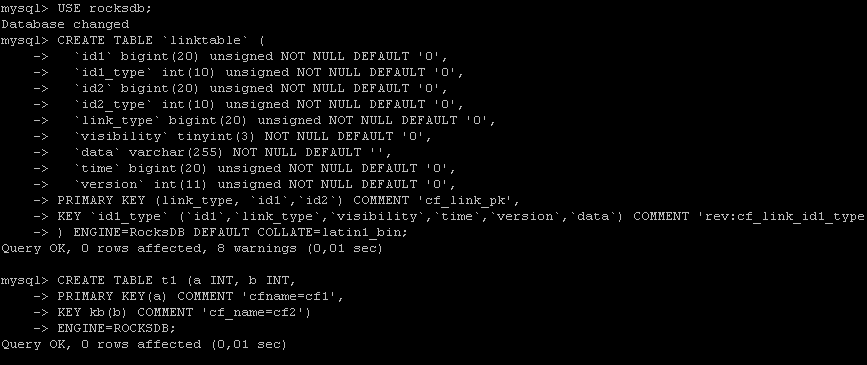 mysql> USE rocksdb;
Database changed
mysql> CREATE TABLE `linktable` (
    ->   `id1` bigint(20) unsigned NOT NULL DEFAULT '0',
    ->   `id1_type` int(10) unsigned NOT NULL DEFAULT '0',
    ->   `id2` bigint(20) unsigned NOT NULL DEFAULT '0',
    ->   `id2_type` int(10) unsigned NOT NULL DEFAULT '0',
    ->   `link_type` bigint(20) unsigned NOT NULL DEFAULT '0',
    ->   `visibility` tinyint(3) NOT NULL DEFAULT '0',
    ->   `data` varchar(255) NOT NULL DEFAULT '',
    ->   `time` bigint(20) unsigned NOT NULL DEFAULT '0',
    ->   `version` int(11) unsigned NOT NULL DEFAULT '0',
    -> PRIMARY KEY (link_type, `id1`,`id2`) COMMENT 'cf_link_pk',
    -> KEY `id1_type` (`id1`,`link_type`,`visibility`,`time`,`version`,`data`) COMMENT 'rev:cf_link_id1_type
    -> ) ENGINE=RocksDB DEFAULT COLLATE=latin1_bin;
Query OK, 0 rows affected, 8 warnings (0,01 sec)
mysql> CREATE TABLE t1 (a INT, b INT,
    -> PRIMARY KEY(a) COMMENT 'cfname=cf1',
    -> KEY kb(b) COMMENT 'cf_name=cf2')
    -> ENGINE=ROCKSDB;
Query OK, 0 rows affected (0,01 sec)